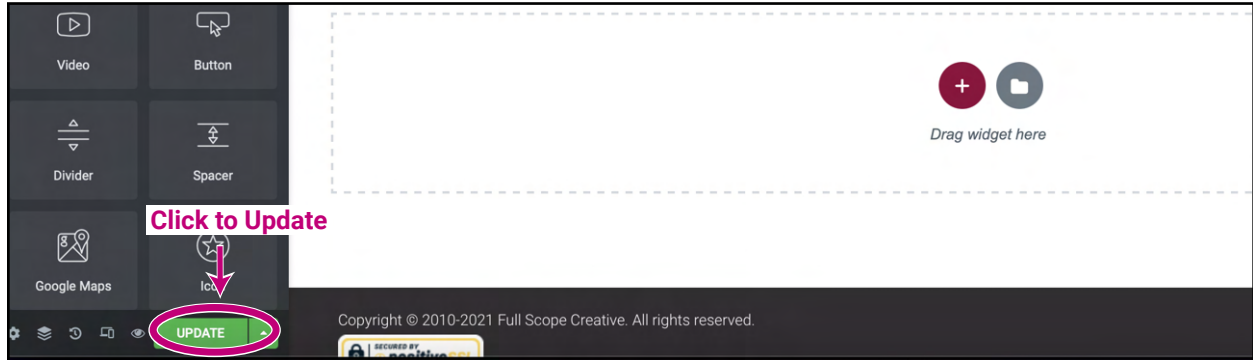 Video
Button
Drag widget here
Divider
Spacer
Click to Update
Google Maps
UPDATE
Copyright © 2010-2021 Full Scope Creative. All rights reserved.
SECURED BY